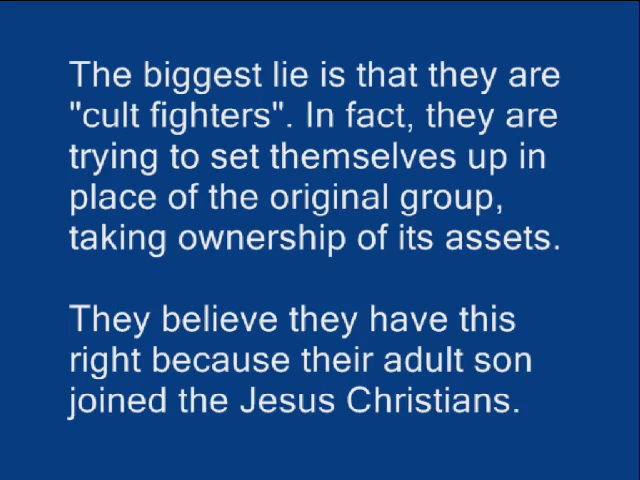 The biggest lie is that they are
"cult fighters". In fact, they are
trying to set themselves up in
place of the original group,
taking ownership of its assets.
They believe they have this
right because their adult son
joined the Jesus Christians.